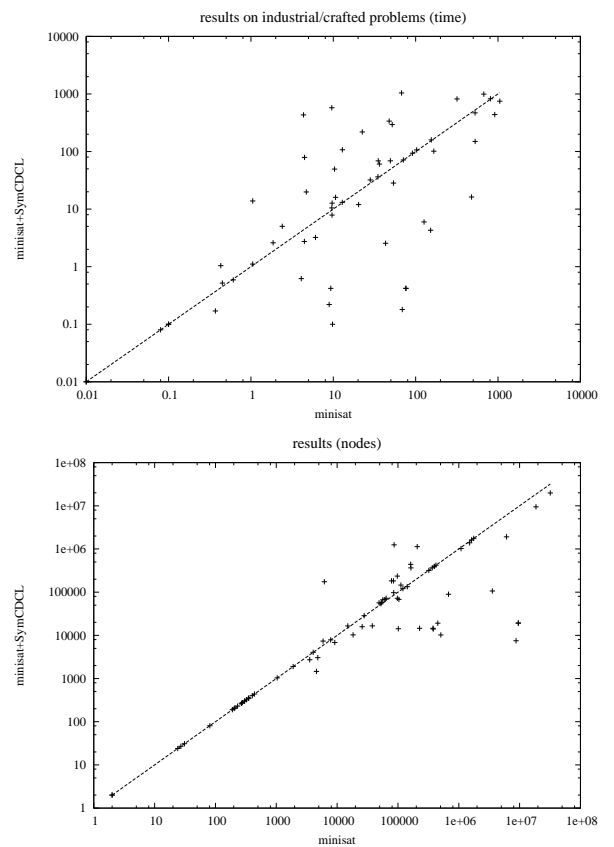 results on industrial/crafted problems (time)
10000
1000
100
10
1
0.1
0.01
minisat+SymCDCL
0.01 0.1 1 10 100 1000 10000
minisat
results (nodes)
1e+08
1e+07
1e+06
100000
10000
1000
100
10
1
minisat+SymCDCL
1 10 100 1000 10000 100000 1e+06 1e+07 1e+08
minisat